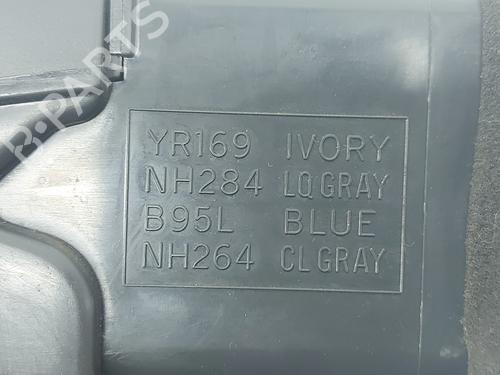 YR169 IVORY
NH284 LQGRAY
B95L BLUE
NH264 CLGRAY
B-PARTS